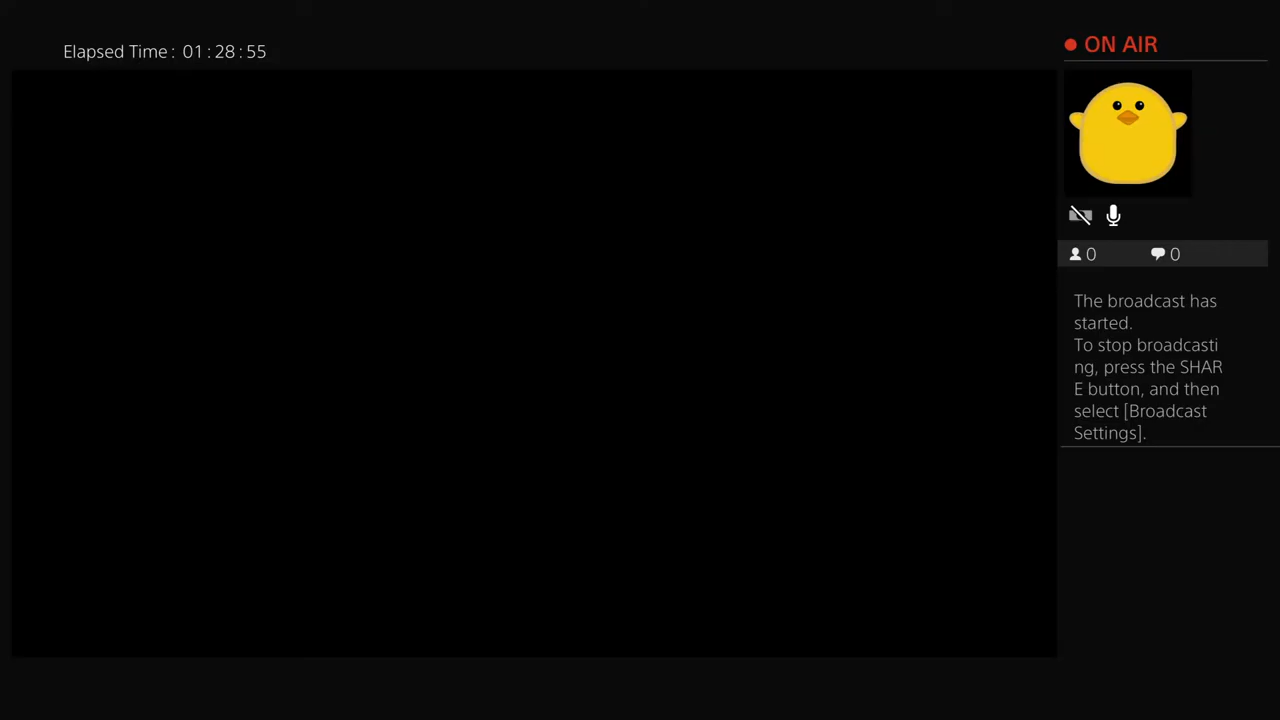 Elapsed Time: 01:28:55
ON AIR
0 0
The broadcast has
started.
To stop broadcasti
ng, press the SHAR
E button, and then
select [Broadcast
Settings].